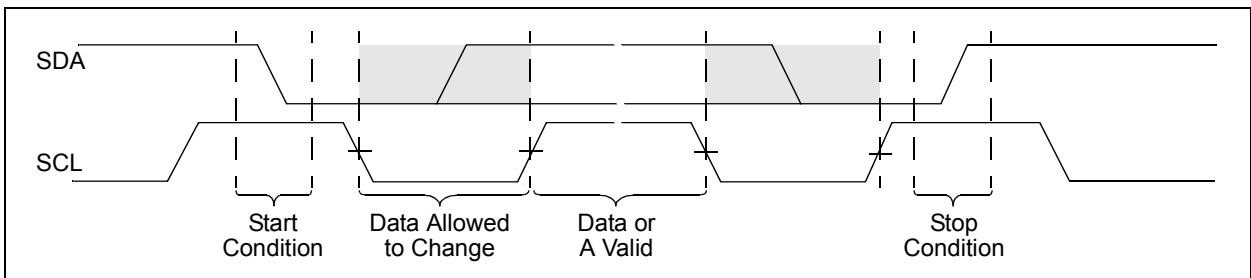 SDA
SCL
Start
Condition
Data Allowed
to Change
Data or
A Valid
Stop
Condition